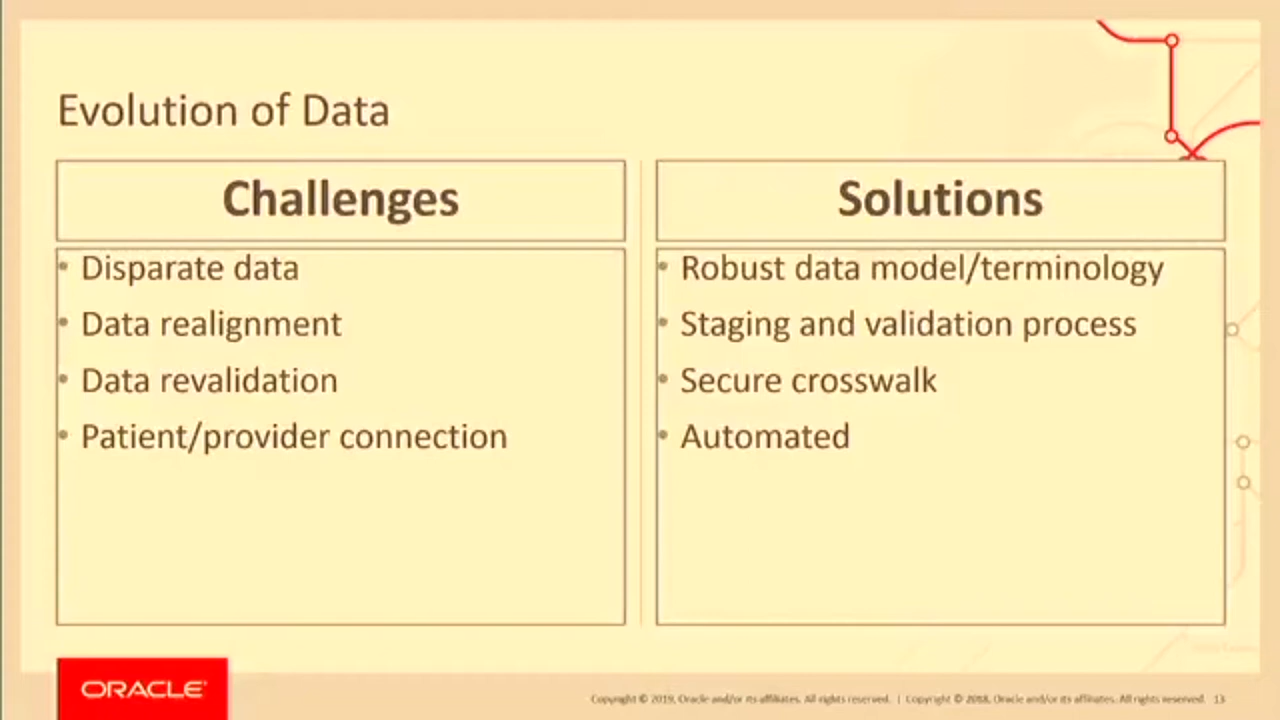 Evolution of Data
Challenges
• Disparate data
• Data realignment
• Data revalidation
• Patient/provider connection
Solutions
• Robust data model/terminology
• Staging and validation process
• Secure crosswalk
• Automated
ORACLE
Copyright © 2019, Oracle and/or its affiliates. All rights reserved. | Copyright © 2018, Oracle and/or its affiliates. All rights reserved. 13